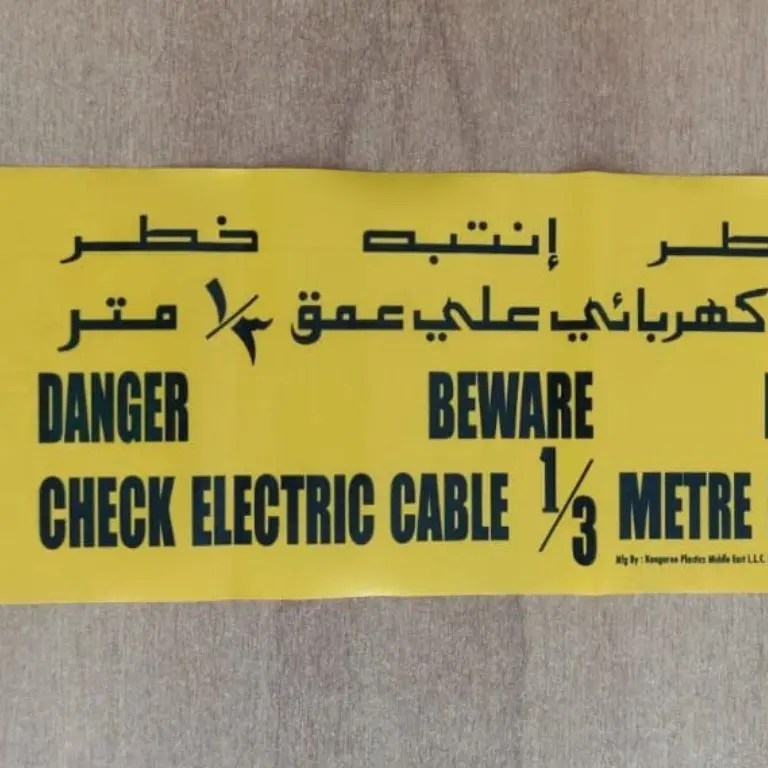 خطر إنتبه خطر
كهربائي علي عمق ١/٣ متر
DANGER BEWARE
CHECK ELECTRIC CABLE 1/3 METRE
Mfg By : Kangaroo Plastics Middle East L.L.C.